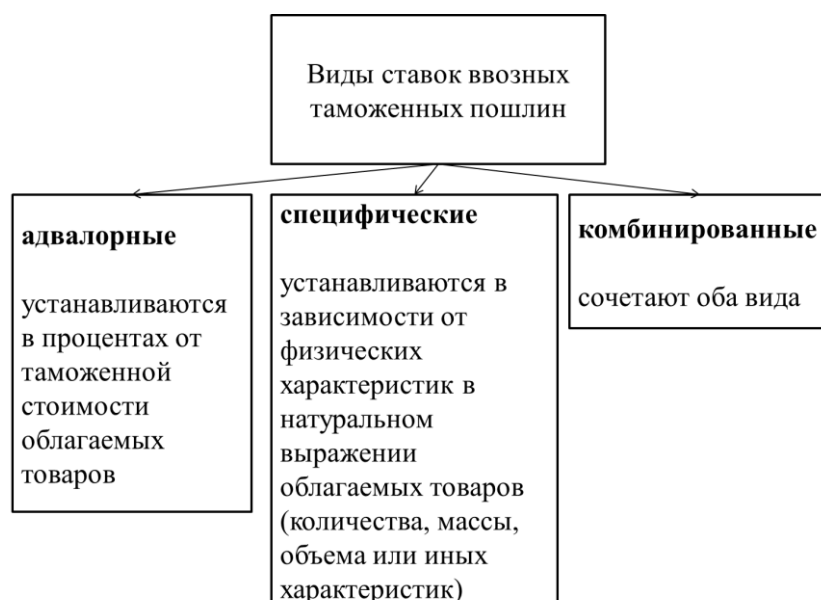 Виды ставок ввозных
таможенных пошлин
адвалорные
устанавливаются
в процентах от
таможенной
стоимости
облагаемых
товаров
специфические
устанавливаются в
зависимости от
физических
характеристик в
натуральном
выражении
облагаемых товаров
(количества, массы,
объема или иных
характеристик)
комбинированные
сочетают оба вида